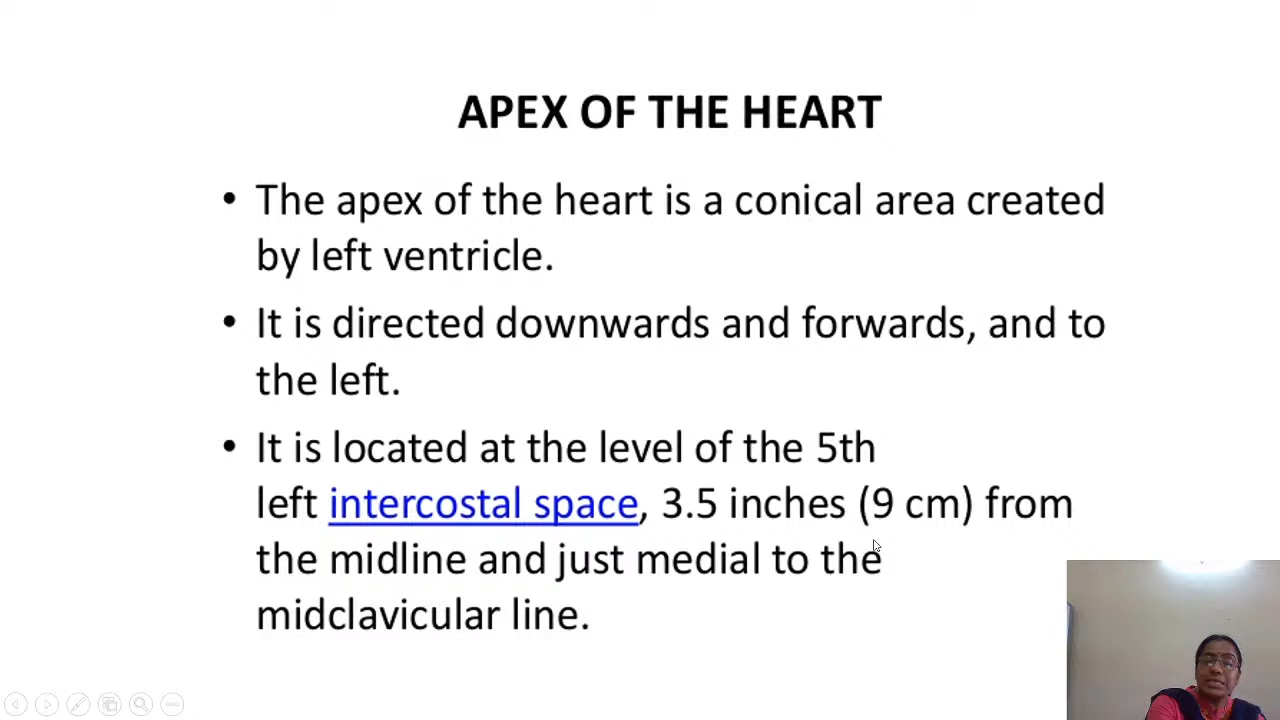 APEX OF THE HEART
• The apex of the heart is a conical area created
by left ventricle.
• It is directed downwards and forwards, and to
the left.
• It is located at the level of the 5th
left intercostal space, 3.5 inches (9 cm) from
the midline and just medial to the
midclavicular line.